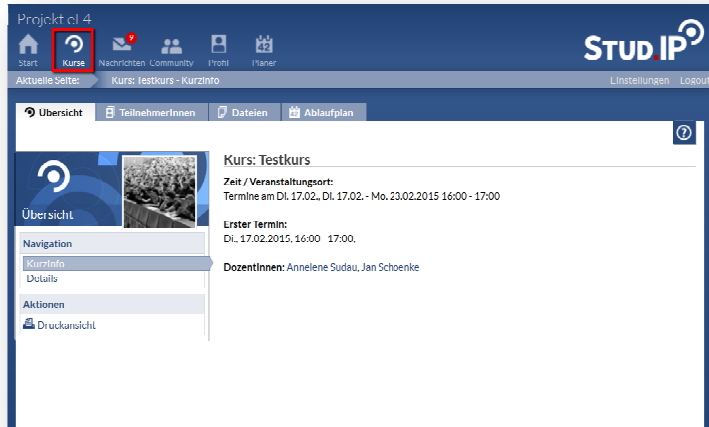 Projekt el 4
Start
Kurse
9
Nachrichten
Community
Profil
42
Planer
Stud.IP
Aktuelle Seite:
Kurs: Testkurs - Kurzinfo
Einstellungen
Logout
Übersicht
TeilnehmerInnen
Dateien
Ablaufplan
?
Kurs: Testkurs
Zeit / Veranstaltungsort:
Termine am Di. 17.02., Di. 17.02. - Mo. 23.02.2015 16:00 - 17:00
Übersicht
Erster Termin:
Di., 17.02.2015, 16:00 - 17:00,
Navigation
Kurzinfo
DozentInnen: Annelene Sudau, Jan Schoenke
Details
Aktionen
Druckansicht